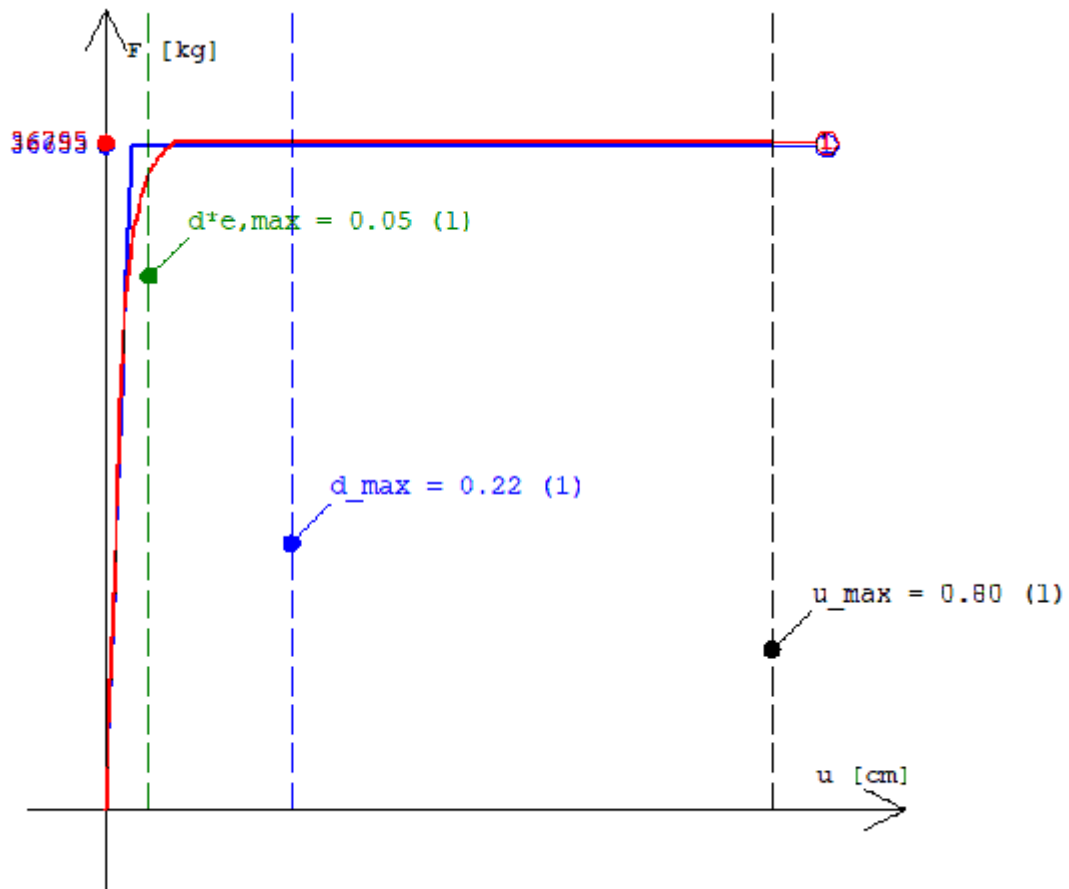 F [kg]
d*e,max = 0.05 (1)
d_max = 0.22 (1)
u_max = 0.80 (1)
u [cm]